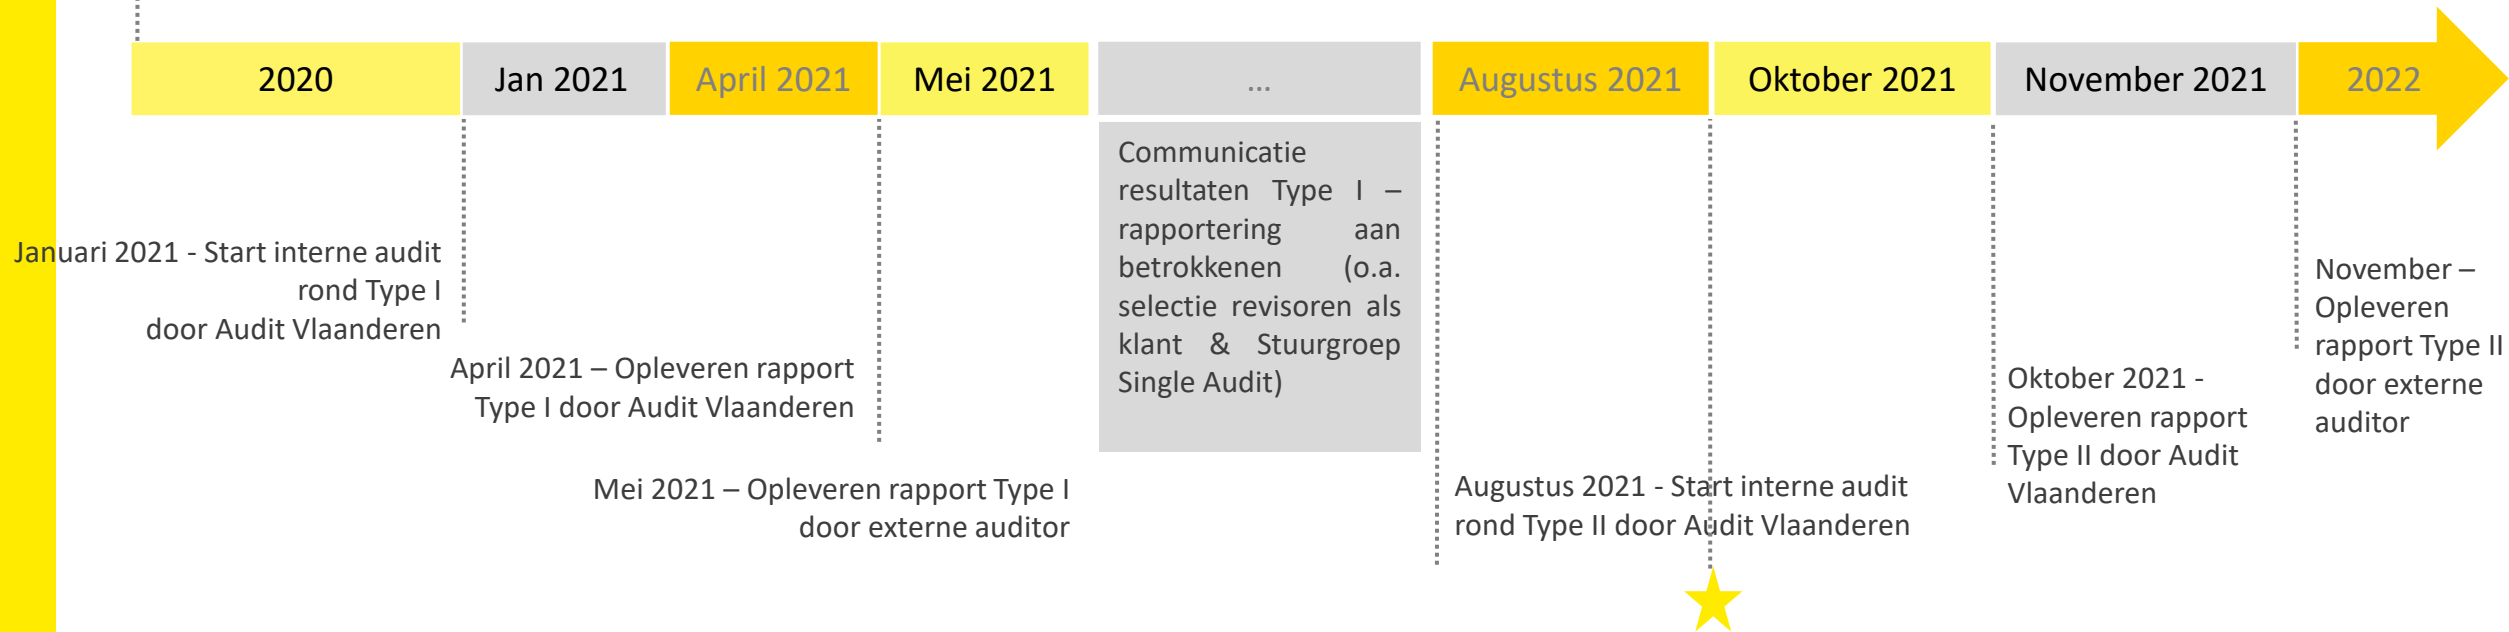 2020
Jan 2021
April 2021
Mei 2021
...
Augustus 2021
Oktober 2021
November 2021
2022
Januari 2021 - Start interne audit
rond Type I
door Audit Vlaanderen
April 2021 – Opleveren rapport
Type I door Audit Vlaanderen
Mei 2021 – Opleveren rapport Type I
door externe auditor
Communicatie
resultaten Type I –
rapportering aan
betrokkenen (o.a.
selectie revisoren als
klant & Stuurgroep
Single Audit)
Augustus 2021 - Start interne audit
rond Type II door Audit Vlaanderen
Oktober 2021 -
Opleveren rapport
Type II door Audit
Vlaanderen
November –
Opleveren
rapport Type II
door externe
auditor